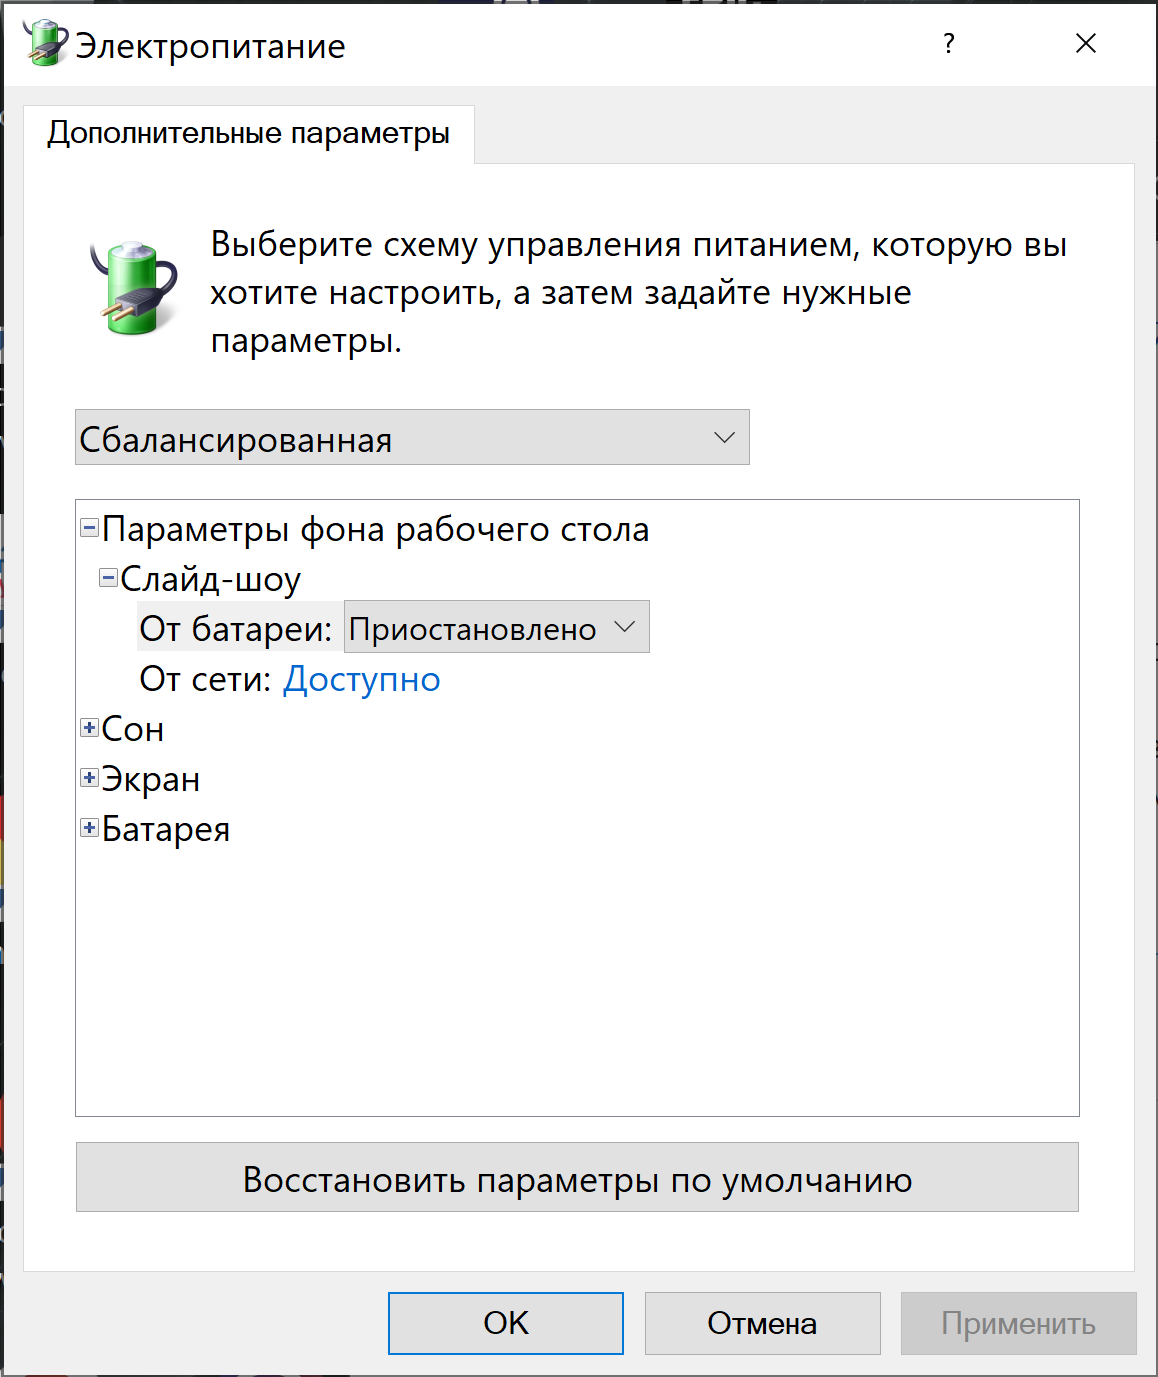 Электропитание
?
Дополнительные параметры
Выберите схему управления питанием, которую вы
хотите настроить, а затем задайте нужные
параметры.
Сбалансированная
Параметры фона рабочего стола
Слайд-шоу
От батареи: Приостановлено
От сети: Доступно
Сон
Экран
Батарея
Восстановить параметры по умолчанию
ОК Отмена Применить